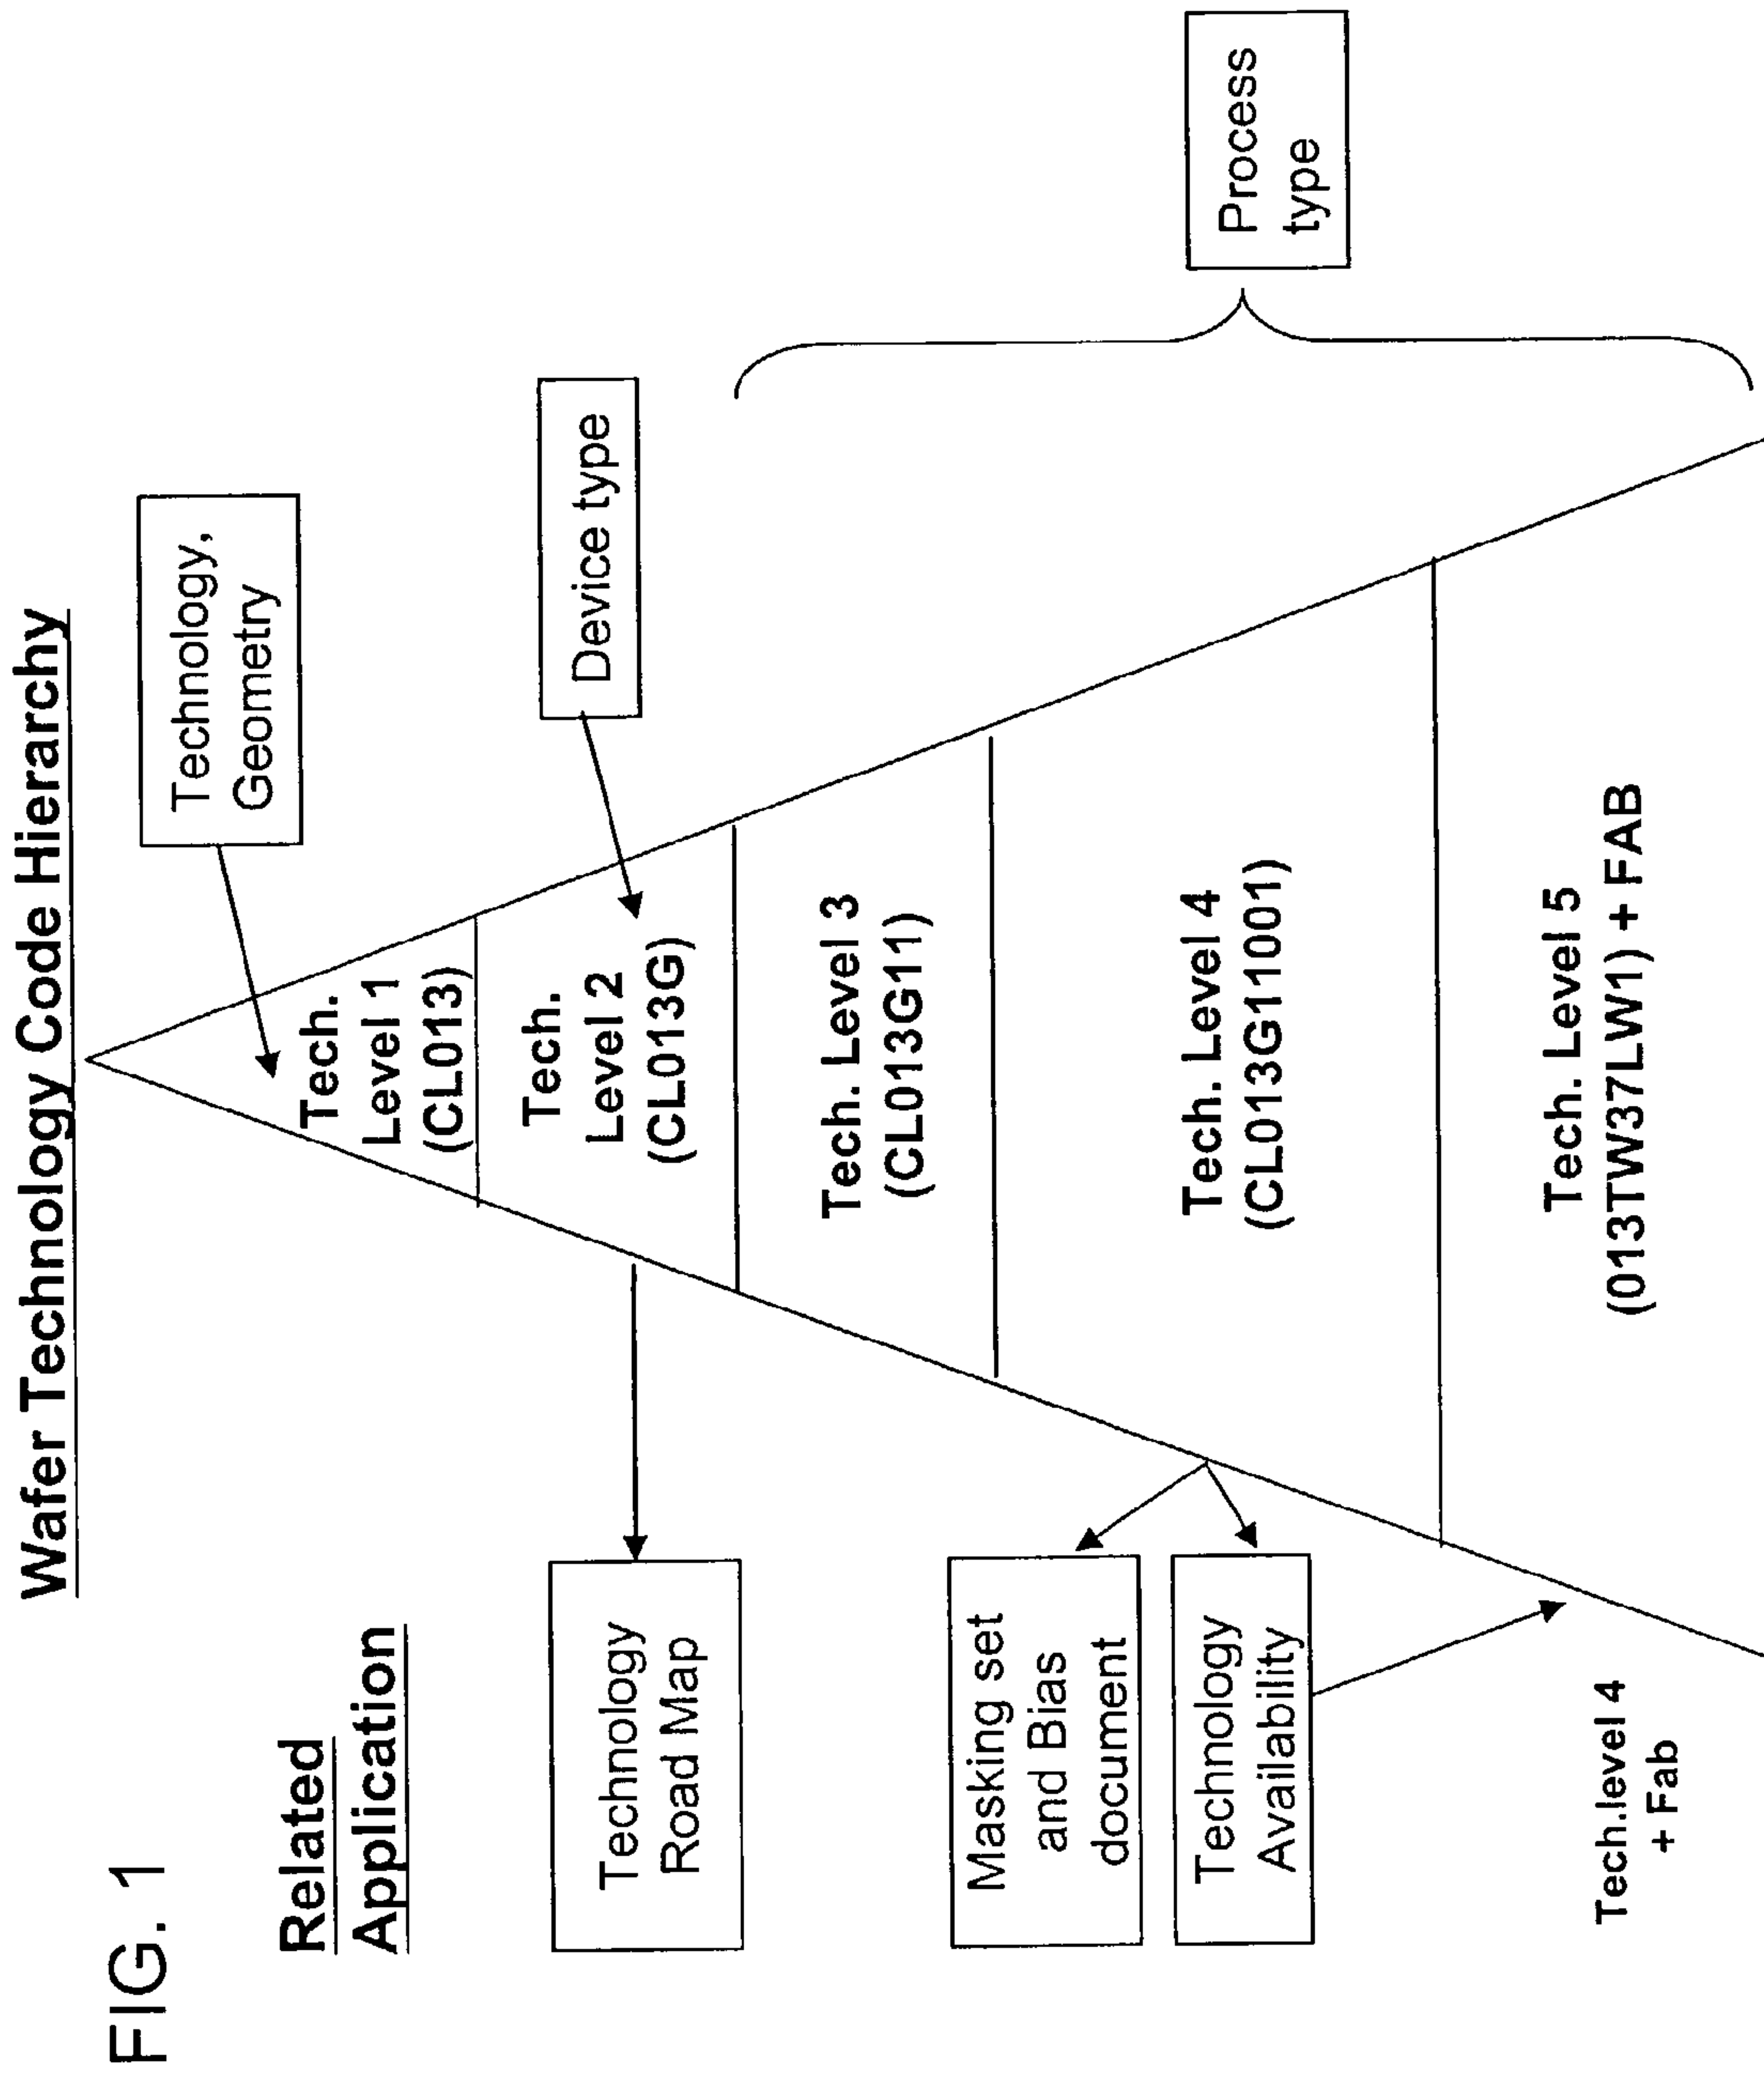 FIG. 1
Wafer Technology Code Hierarchy
Related
Application
Technology,
Geometry
Tech.
Level 1
(CL013)
Device type
Tech.
Level 2
(CL013G)
Technology
Road Map
Tech. Level 3
(CL013G11)
Masking set
and Bias
document
Technology
Availability
Tech. Level 4
(CL013G11001)
Process
type
Tech. Level 5
(013TW37LW1) + FAB
Tech.level 4
+ Fab